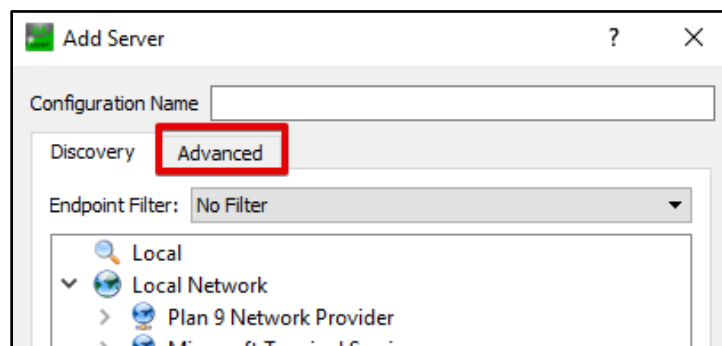 Add Server
Configuration Name
Discovery Advanced
Endpoint Filter: No Filter
Local
Local Network
Plan 9 Network Provider